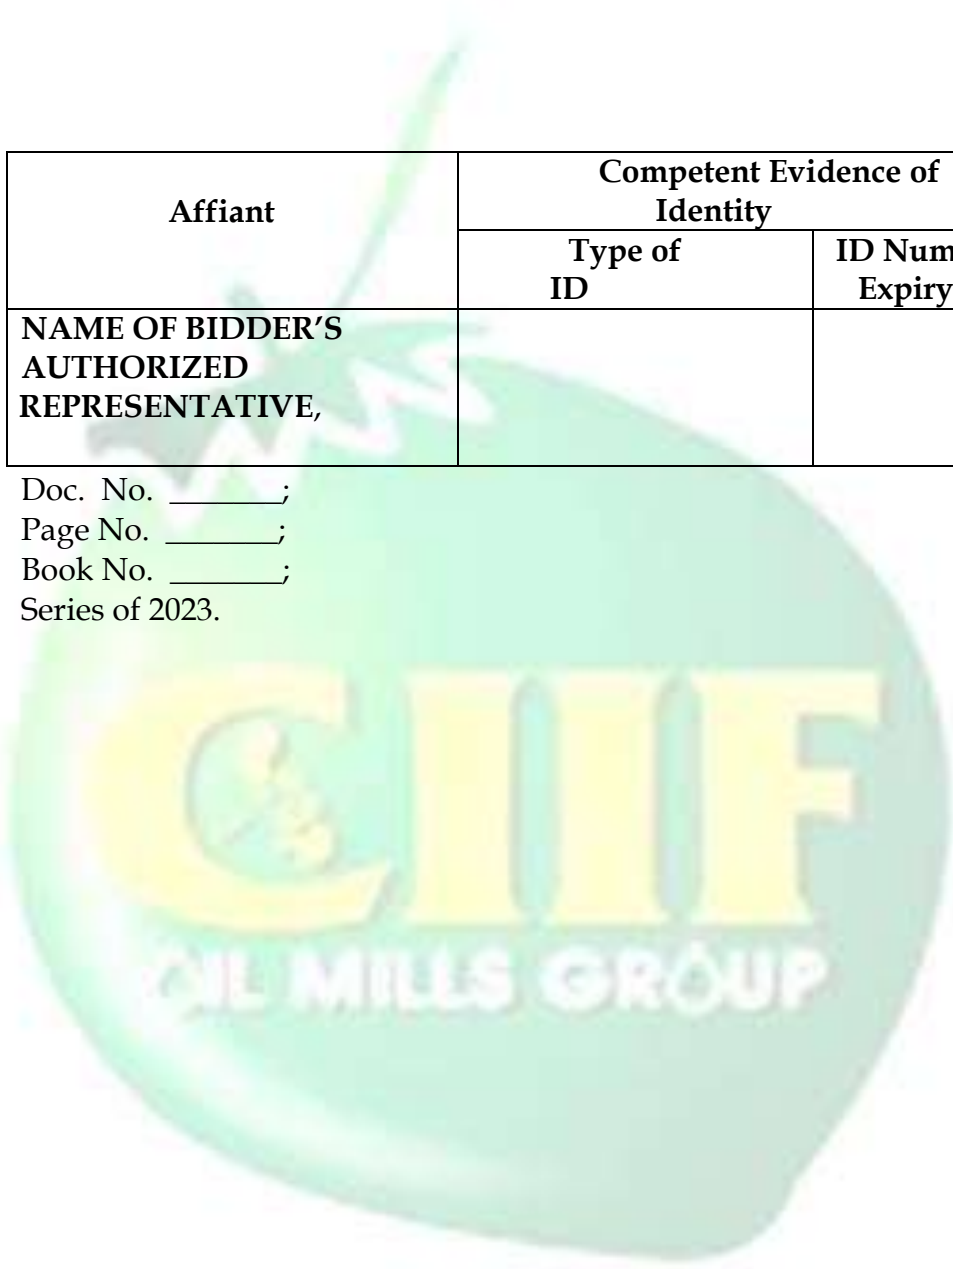 Competent Evidence of
Affiant
Identity
Type of
ID
ID Num
Expiry
NAME OF BIDDER’S
AUTHORIZED
REPRESENTATIVE,
Doc. No. _______;
Page No. _______;
Book No. _______;
Series of 2023.
CIIF
OIL MILLS GROUP